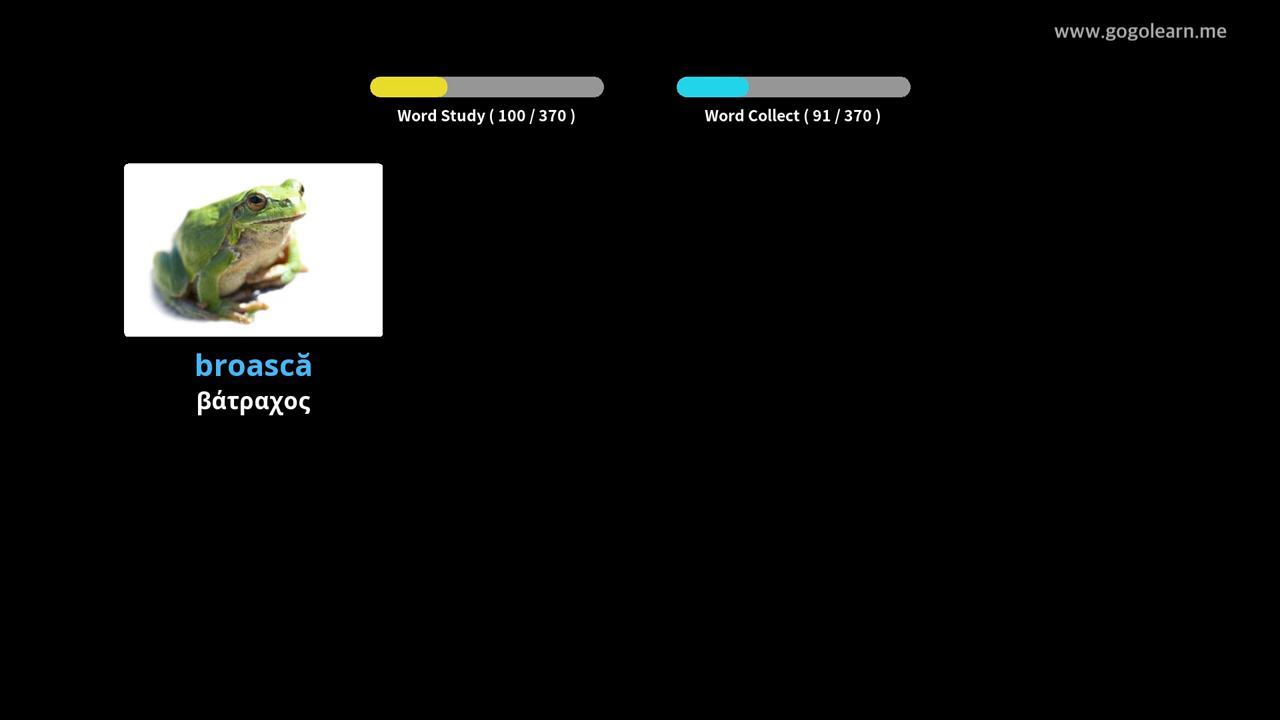 www.gogolearn.me
Word Study ( 100 / 370 )
Word Collect ( 91 / 370 )
broască
βάτραχος